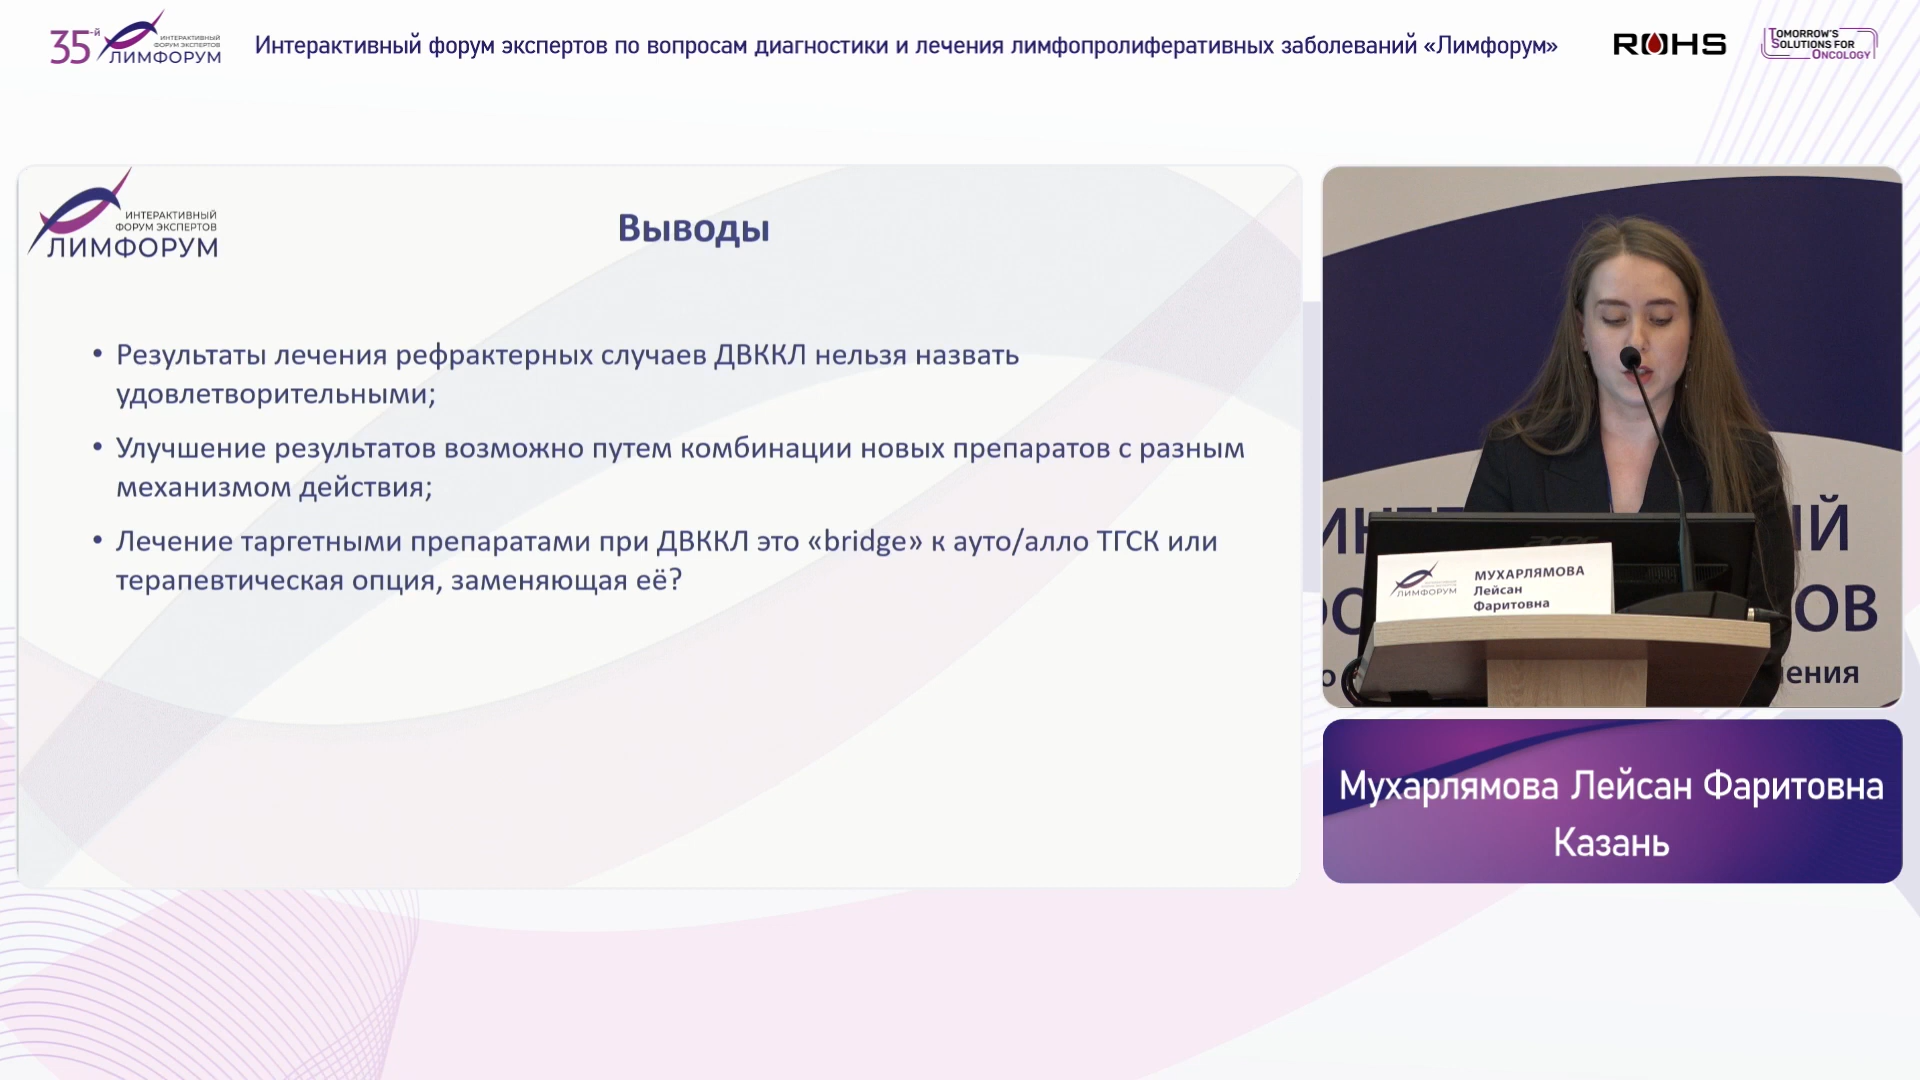 35-й
ИНТЕРАКТИВНЫЙ
ФОРУМ ЭКСПЕРТОВ
ЛИМФОРУМ
Интерактивный форум экспертов по вопросам диагностики и лечения лимфопролиферативных заболеваний «Лимфорум»
ROHS
TOMORROW'S
SOLUTIONS FOR
ONCOLOGY
ИНТЕРАКТИВНЫЙ
ФОРУМ ЭКСПЕРТОВ
ЛИМФОРУМ
Выводы
• Результаты лечения рефрактерных случаев ДВККЛ нельзя назвать
удовлетворительными;
• Улучшение результатов возможно путем комбинации новых препаратов с разным
механизмом действия;
• Лечение таргетными препаратами при ДВККЛ это «bridge» к ауто/алло ТГСК или
терапевтическая опция, заменяющая её?
acer
ЛИМФОРУМ
МУХАРЛЯМОВА
Лейсан
Фаритовна
Мухарлямова Лейсан Фаритовна
Казань